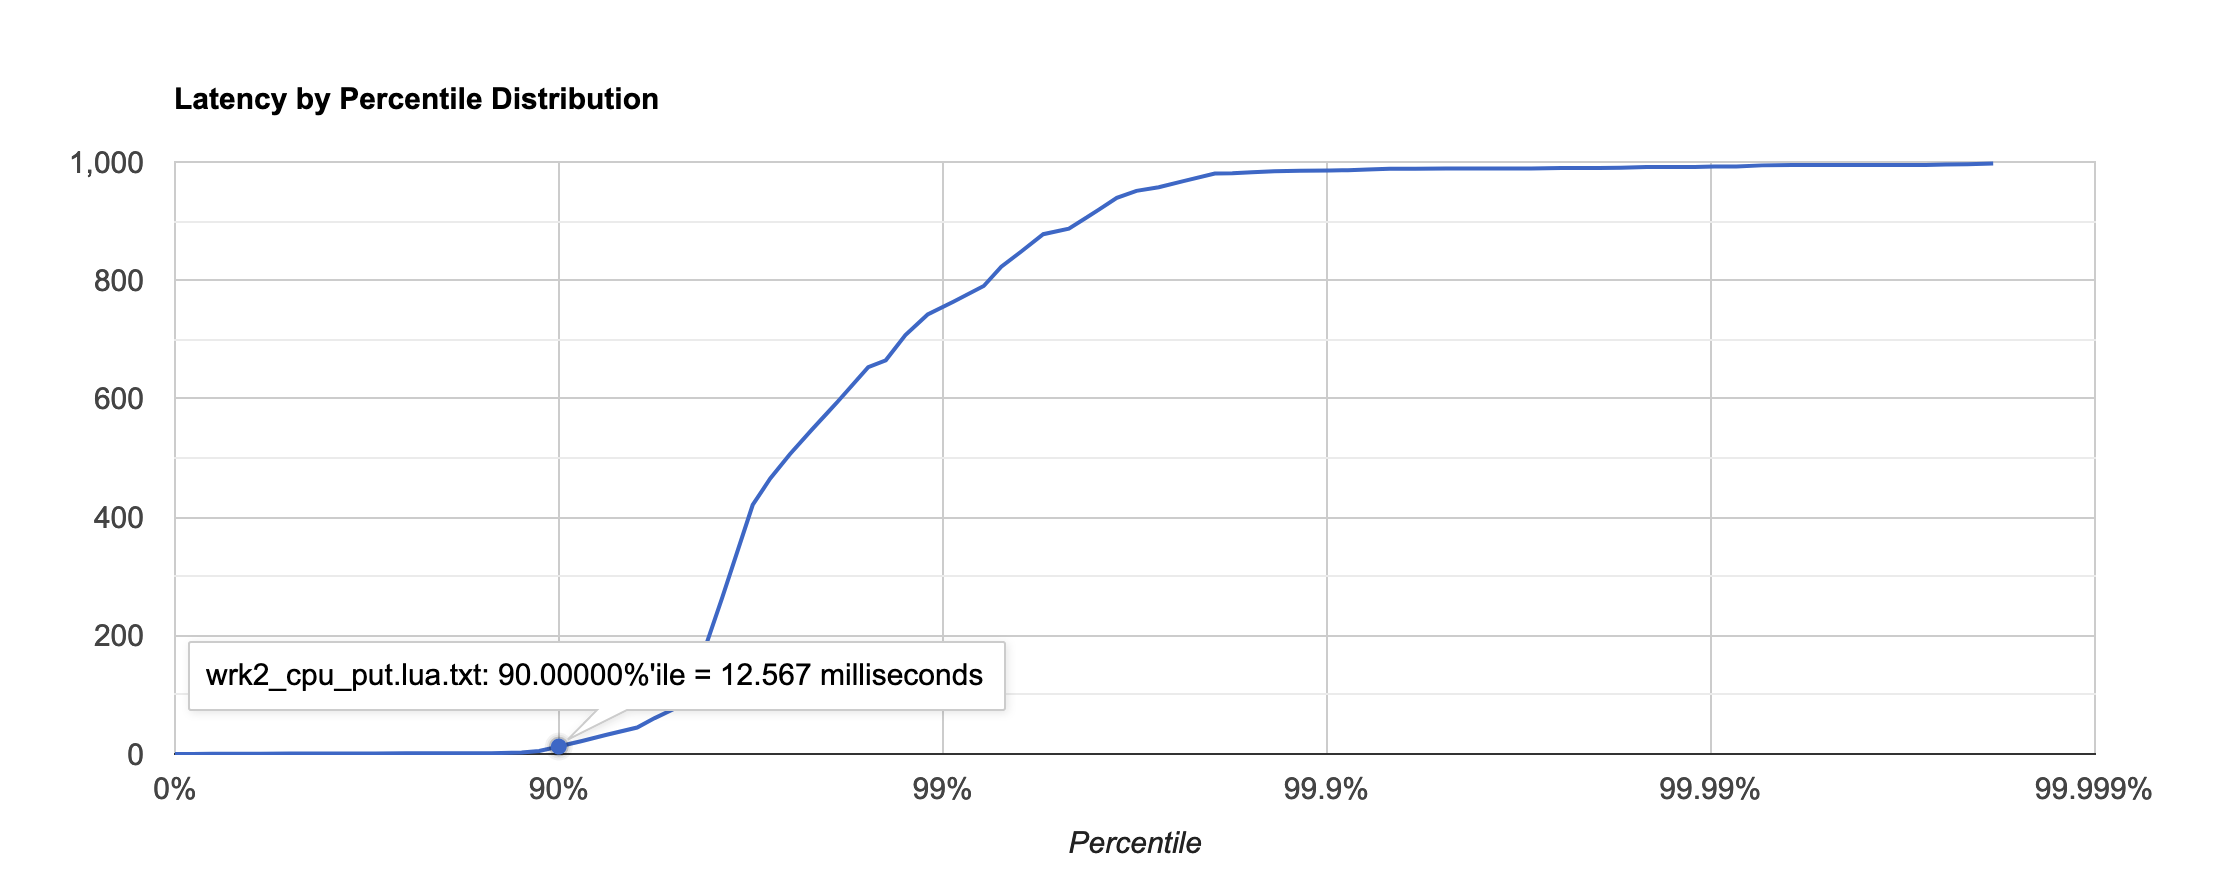 Latency by Percentile Distribution
1,000
800
600
400
200
0
wrk2_cpu_put.lua.txt: 90.00000%'ile = 12.567 milliseconds
0% 90% 99% 99.9% 99.99% 99.999%
Percentile